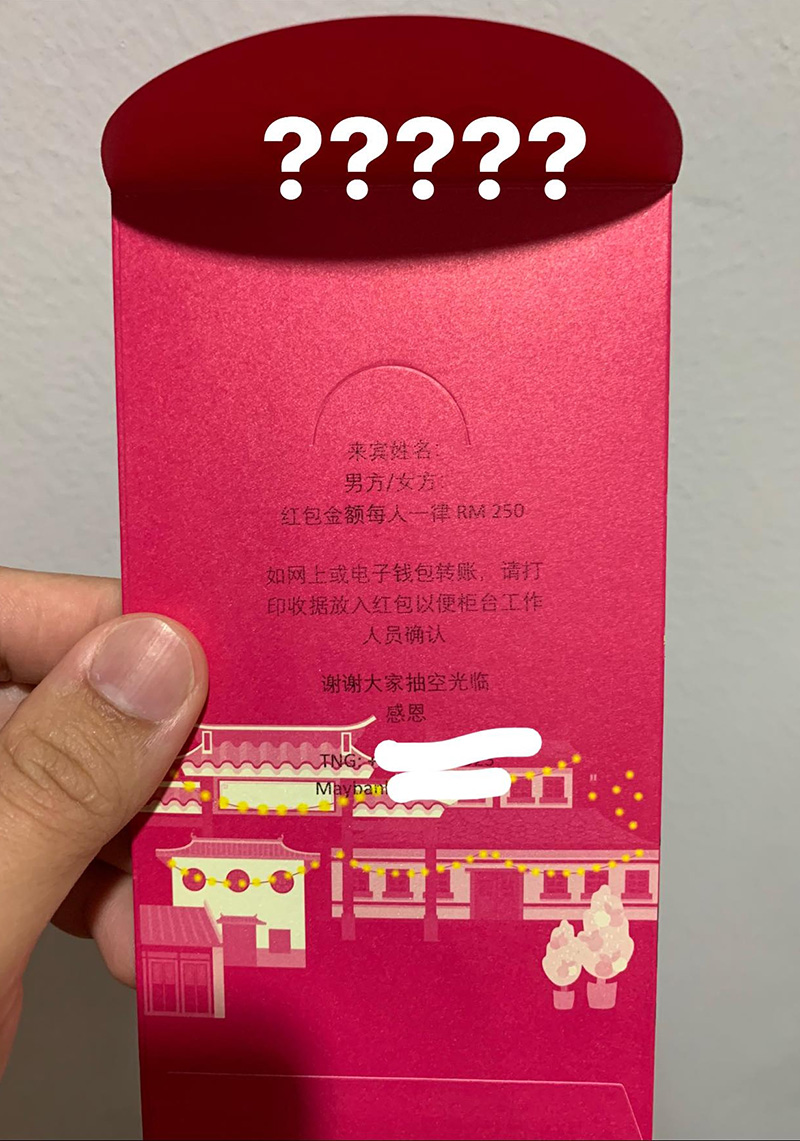 ?????
来宾姓名:
男方/女方:
红包金额每人一律 RM 250
如网上或电子钱包转账，请打
印收据放入红包以便柜台工作
人员确认
谢谢大家抽空光临
感恩
TNG: +
Maybank